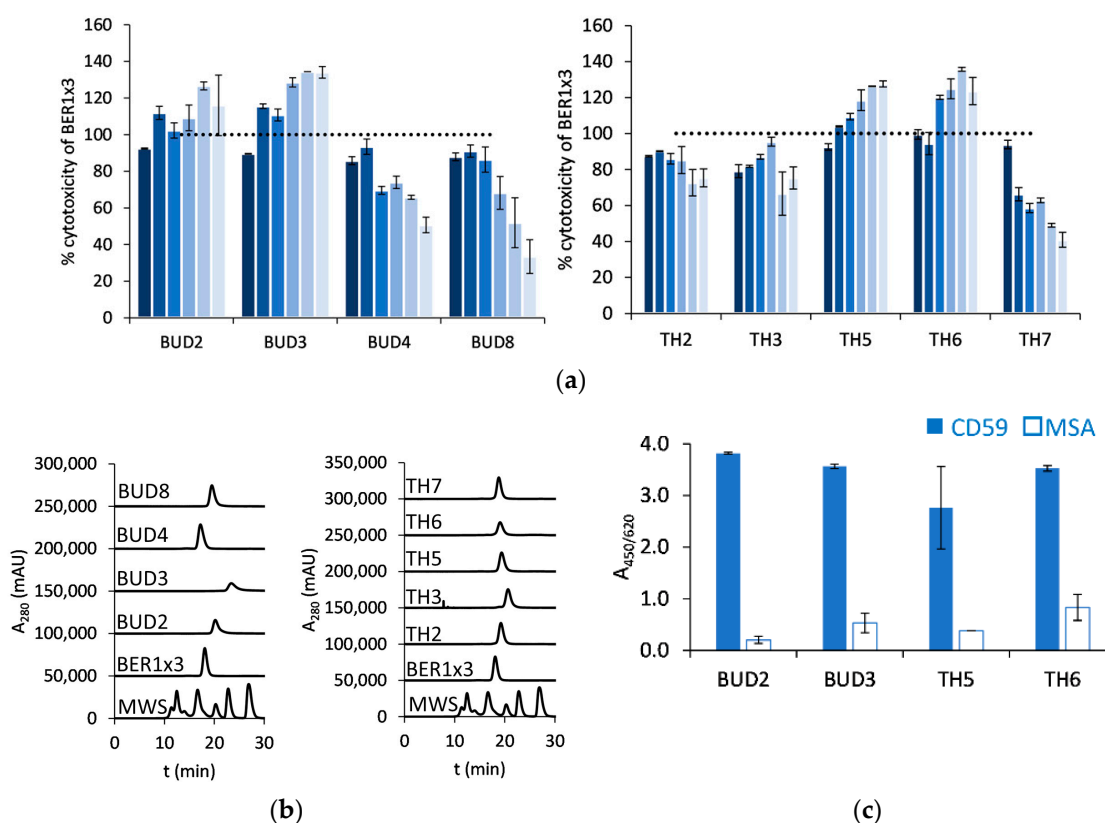 % cytotoxicity of BER1x3
160
140
120
100
80
60
40
20
0
BUD2 BUD3 BUD4 BUD8
% cytotoxicity of BER1x3
160
140
120
100
80
60
40
20
0
TH2 TH3 TH5 TH6 TH7
(a)
A280 (mAU)
300,000
250,000
200,000
150,000
100,000
50,000
0
BUD8
BUD4
BUD3
BUD2
BER1x3
MWS
0 10 20 30
t (min)
A280 (mAU)
350,000
300,000
250,000
200,000
150,000
100,000
50,000
0
TH7
TH6
TH5
TH3
TH2
BER1x3
MWS
0 10 20 30
t (min)
(b)
CD59 MSA
A450/620
4.0
3.0
2.0
1.0
0.0
BUD2 BUD3 TH5 TH6
(c)